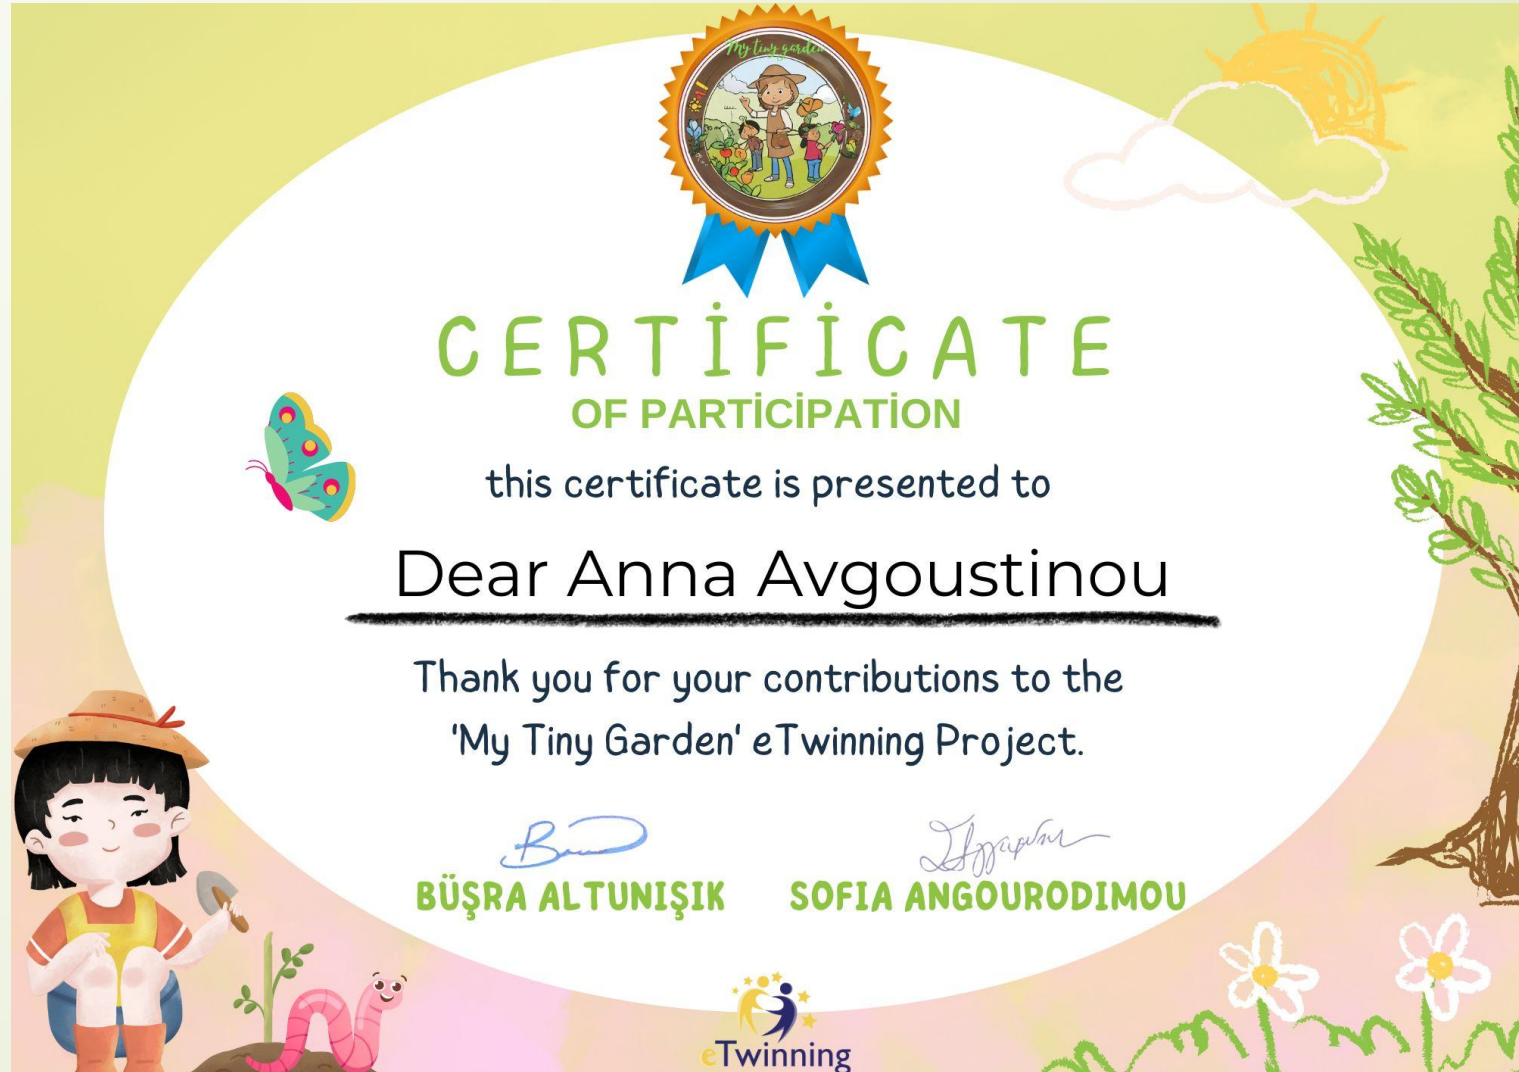 My tiny garden
CERTİFİCATE
OF PARTİCİPATİON
this certificate is presented to
Dear Anna Avgoustinou
Thank you for your contributions to the
'My Tiny Garden' eTwinning Project.
BÜŞRA ALTUNIŞIK SOFIA ANGOURODIMOU
eTwinning